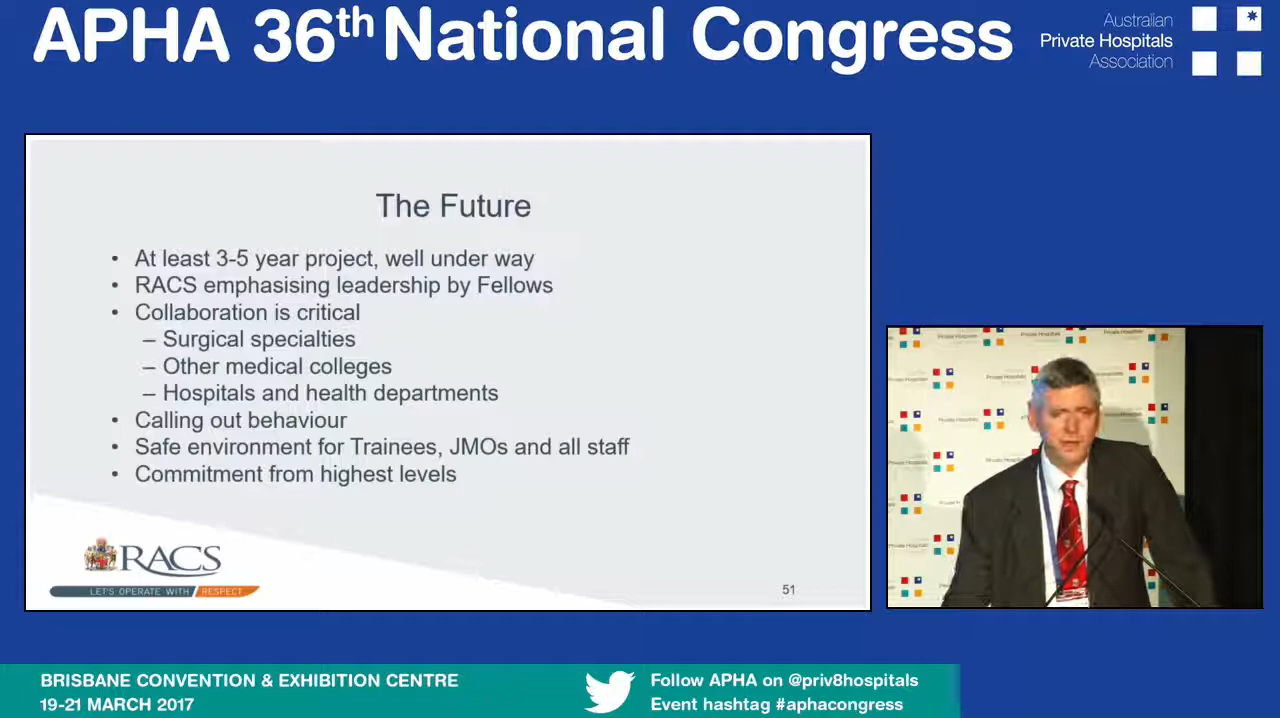 APHA 36th National Congress
Australian
Private Hospitals
Association
The Future
• At least 3-5 year project, well under way
• RACS emphasising leadership by Fellows
• Collaboration is critical
– Surgical specialties
– Other medical colleges
– Hospitals and health departments
• Calling out behaviour
• Safe environment for Trainees, JMOs and all staff
• Commitment from highest levels
RACS
LET'S OPERATE WITH RESPECT
51
BRISBANE CONVENTION & EXHIBITION CENTRE
19-21 MARCH 2017
Follow APHA on @priv8hospitals
Event hashtag #aphacongress